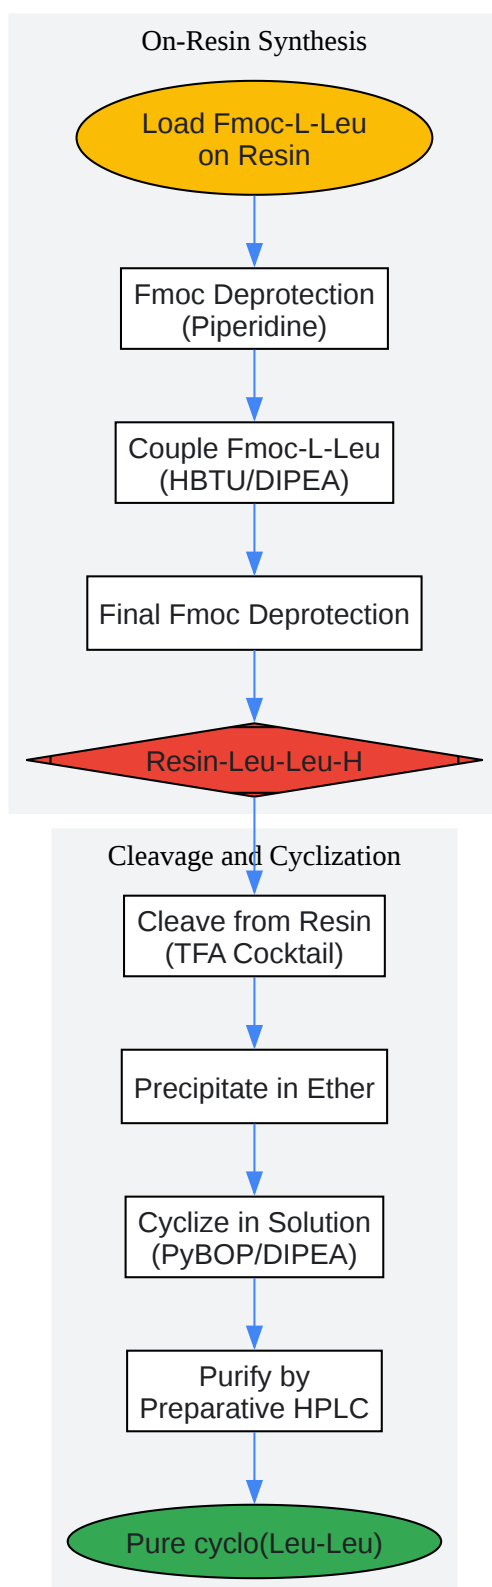 On-Resin Synthesis
Load Fmoc-L-Leu
on Resin
Fmoc Deprotection
(Piperidine)
Couple Fmoc-L-Leu
(HBTU/DIPEA)
Final Fmoc Deprotection
Resin-Leu-Leu-H
Cleavage and Cyclization
Cleave from Resin
(TFA Cocktail)
Precipitate in Ether
Cyclize in Solution
(PyBOP/DIPEA)
Purify by
Preparative HPLC
Pure cyclo(Leu-Leu)